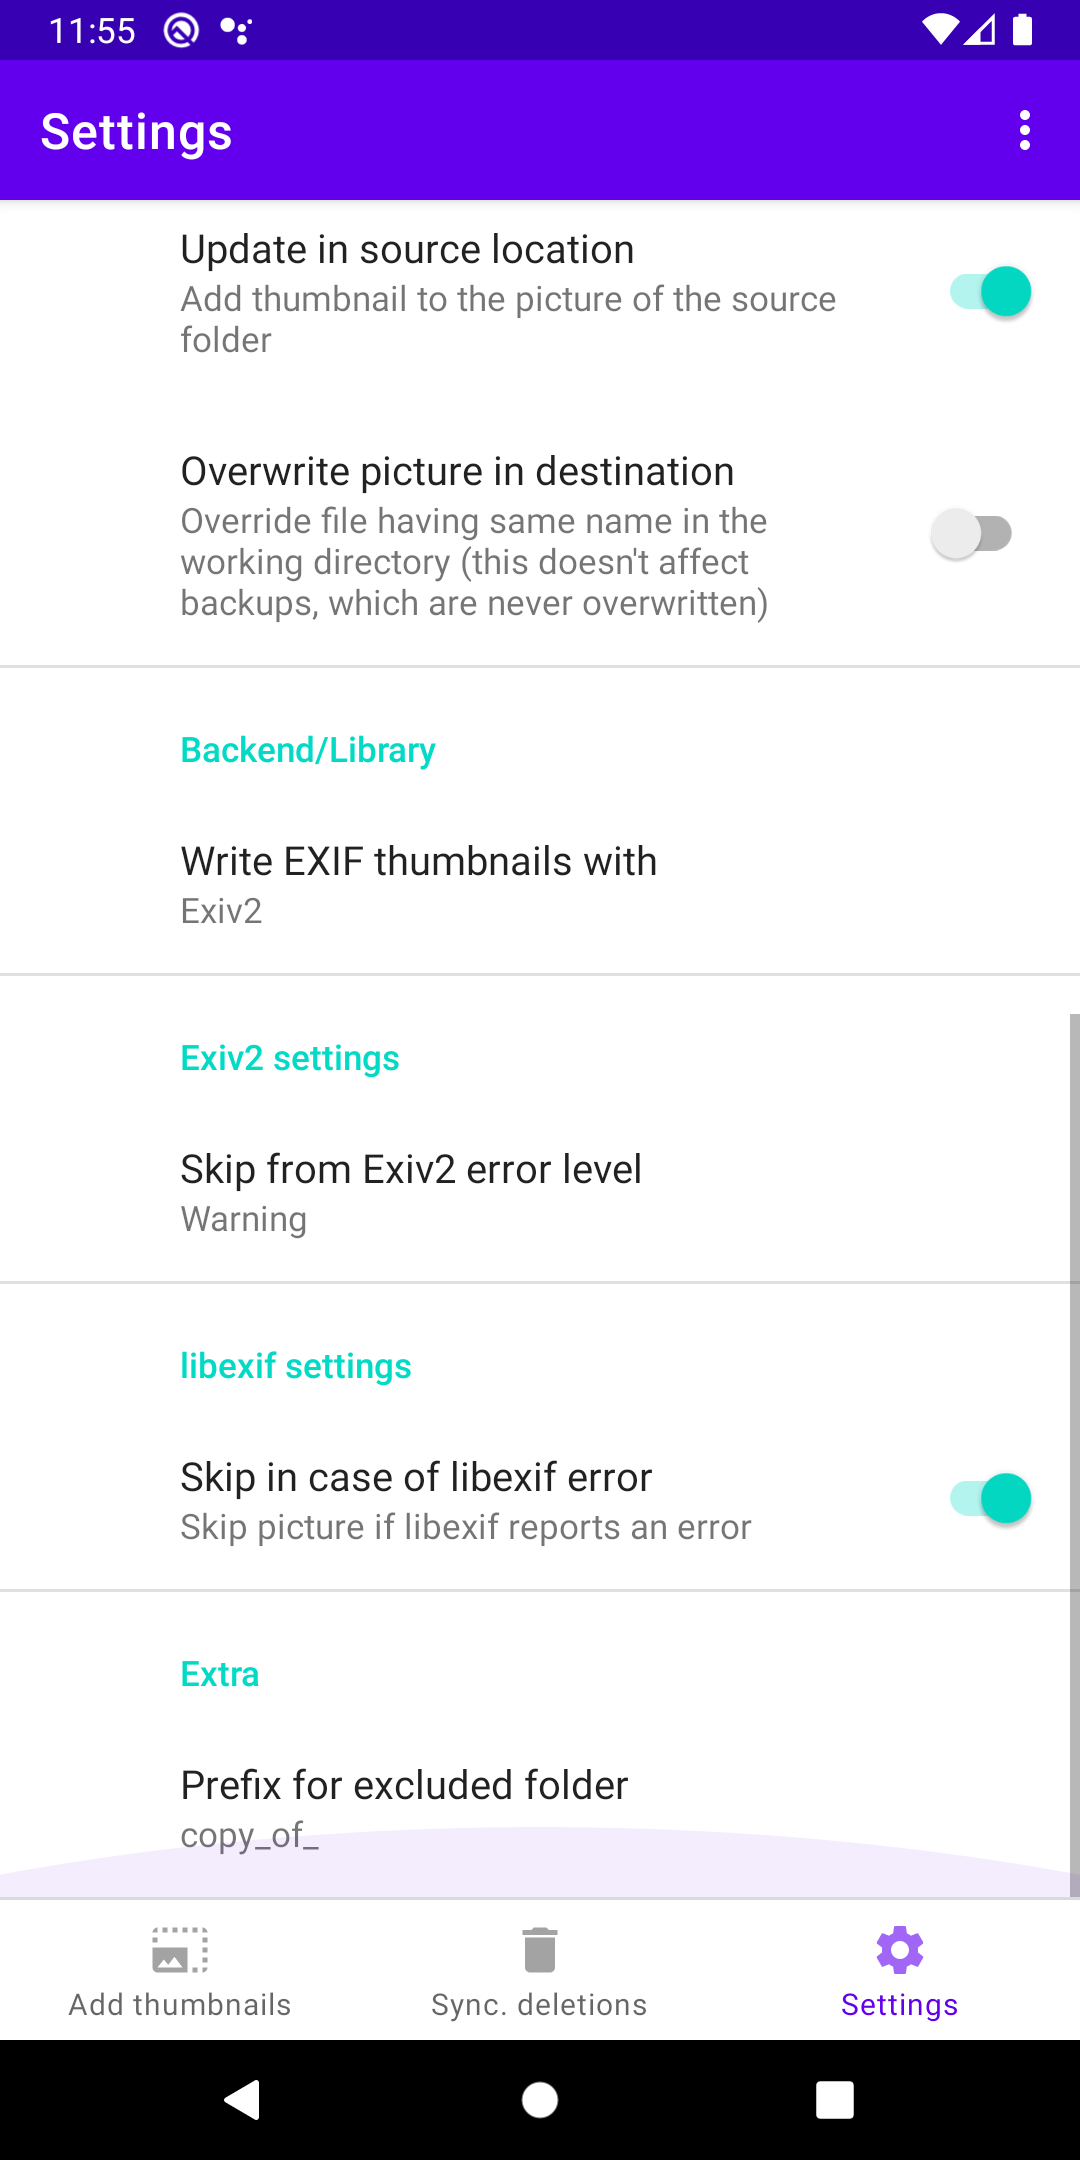 11:55
Settings
Update in source location
Add thumbnail to the picture of the source
folder
Overwrite picture in destination
Override file having same name in the
working directory (this doesn't affect
backups, which are never overwritten)
Backend/Library
Write EXIF thumbnails with
Exiv2
Exiv2 settings
Skip from Exiv2 error level
Warning
libexif settings
Skip in case of libexif error
Skip picture if libexif reports an error
Extra
Prefix for excluded folder
copy_of_
Add thumbnails
Sync. deletions
Settings